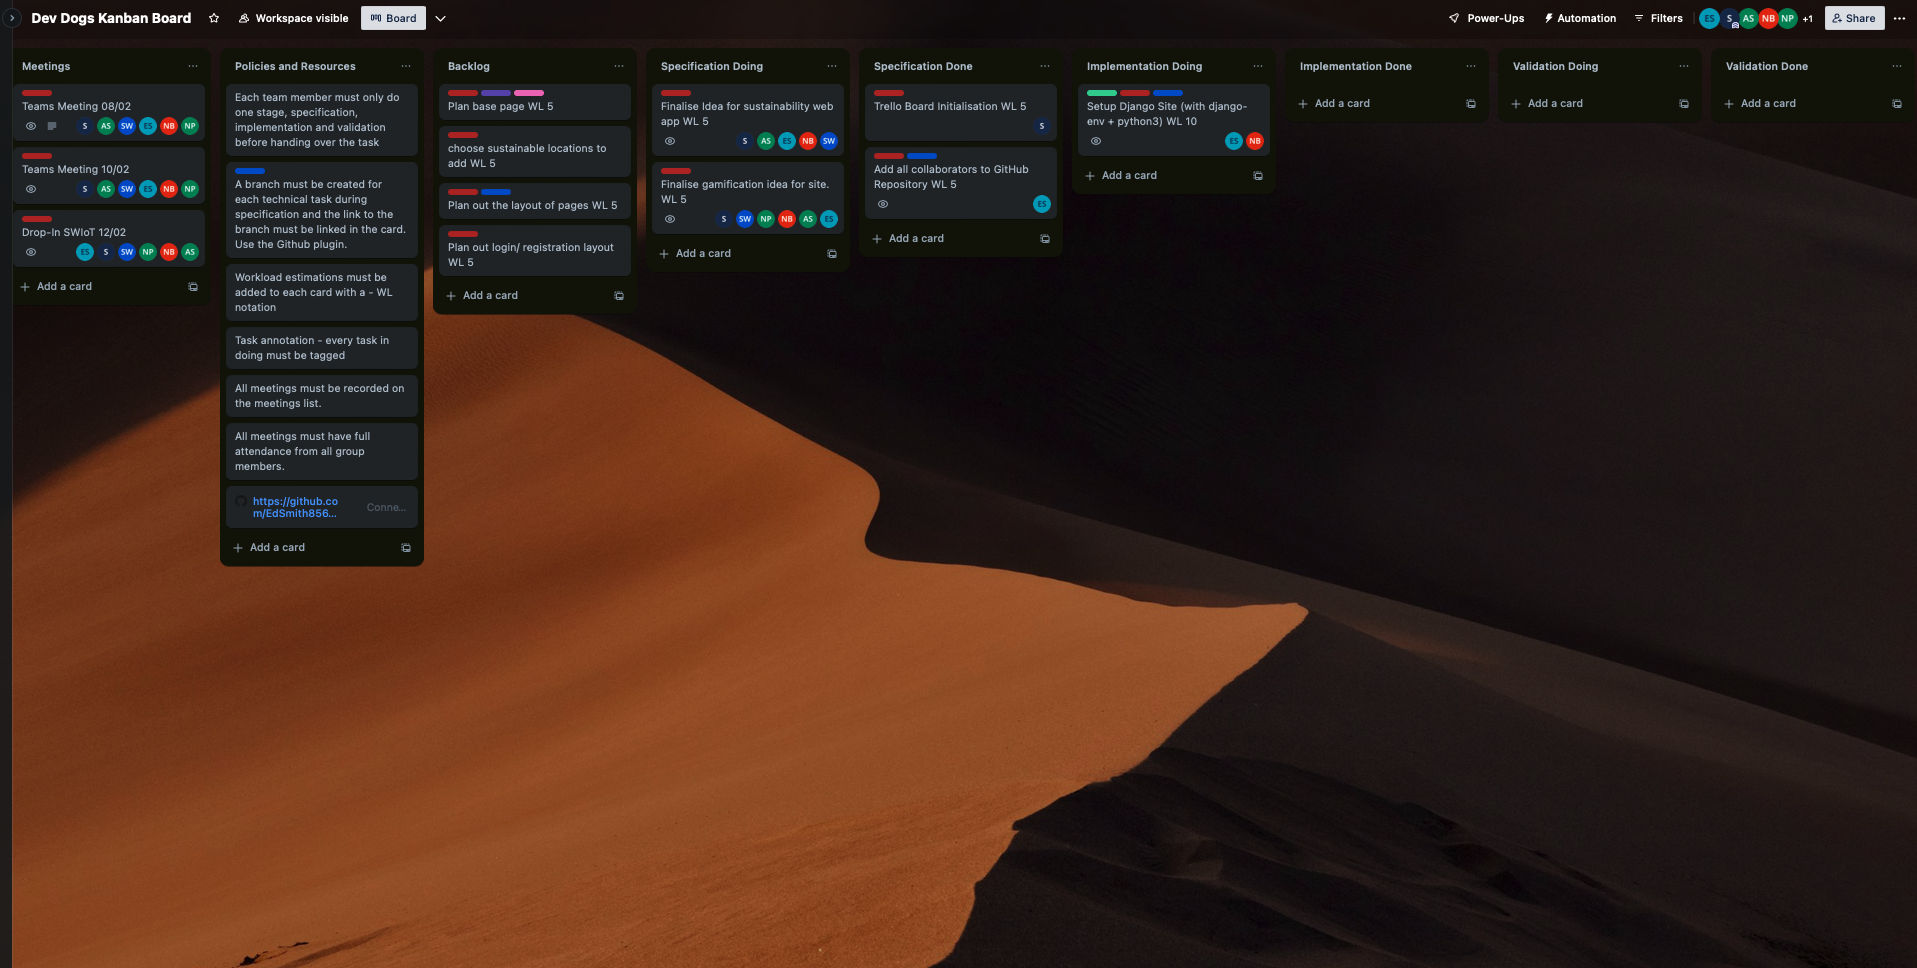 Dev Dogs Kanban Board
Workspace visible
Board
Power-Ups
Automation
Filters
ES
S
AS
NB
NP
+1
Share
Meetings
Teams Meeting 08/02
S AS SW ES NB NP
Teams Meeting 10/02
S AS SW ES NB NP
Drop-In SWIoT 12/02
ES S SW NP NB AS
Add a card
Policies and Resources
Each team member must only do
one stage, specification,
implementation and validation
before handing over the task
A branch must be created for
each technical task during
specification and the link to the
branch must be linked in the card.
Use the Github plugin.
Workload estimations must be
added to each card with a - WL
notation
Task annotation - every task in
doing must be tagged
All meetings must be recorded on
the meetings list.
All meetings must have full
attendance from all group
members.
https://github.co
m/EdSmith856...
Conne...
Add a card
Backlog
Plan base page WL 5
choose sustainable locations to
add WL 5
Plan out the layout of pages WL 5
Plan out login/ registration layout
WL 5
Add a card
Specification Doing
Finalise Idea for sustainability web
app WL 5
S AS ES NB SW
Finalise gamification idea for site.
WL 5
S SW NP NB AS ES
Add a card
Specification Done
Trello Board Initialisation WL 5
S
Add all collaborators to GitHub
Repository WL 5
ES
Add a card
Implementation Doing
Setup Django Site (with django-
env + python3) WL 10
ES NB
Add a card
Implementation Done
Add a card
Validation Doing
Add a card
Validation Done
Add a card